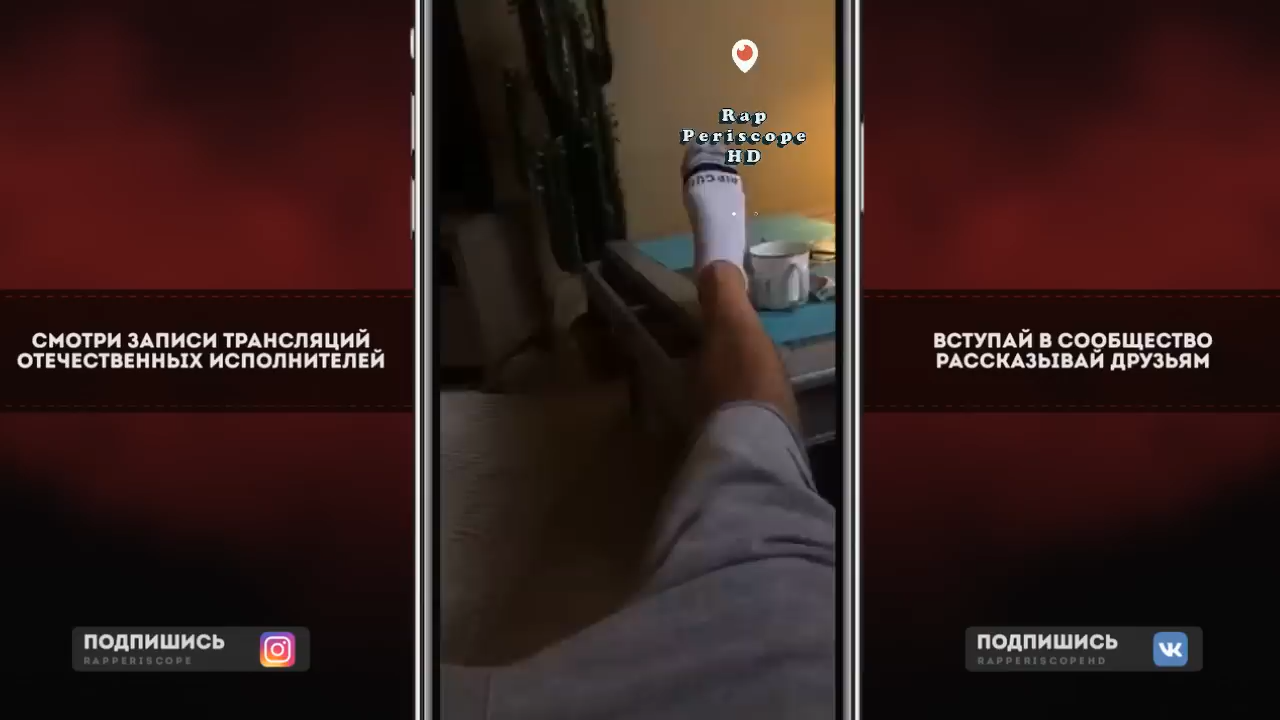 Rap
Periscope
HD
СМОТРИ ЗАПИСИ ТРАНСЛЯЦИЙ
ОТЕЧЕСТВЕННЫХ ИСПОЛНИТЕЛЕЙ
ВСТУПАЙ В СООБЩЕСТВО
РАССКАЗЫВАЙ ДРУЗЬЯМ
ПОДПИШИСЬ
RAPPERISCOPE
ПОДПИШИСЬ
RAPPERISCOPEHD